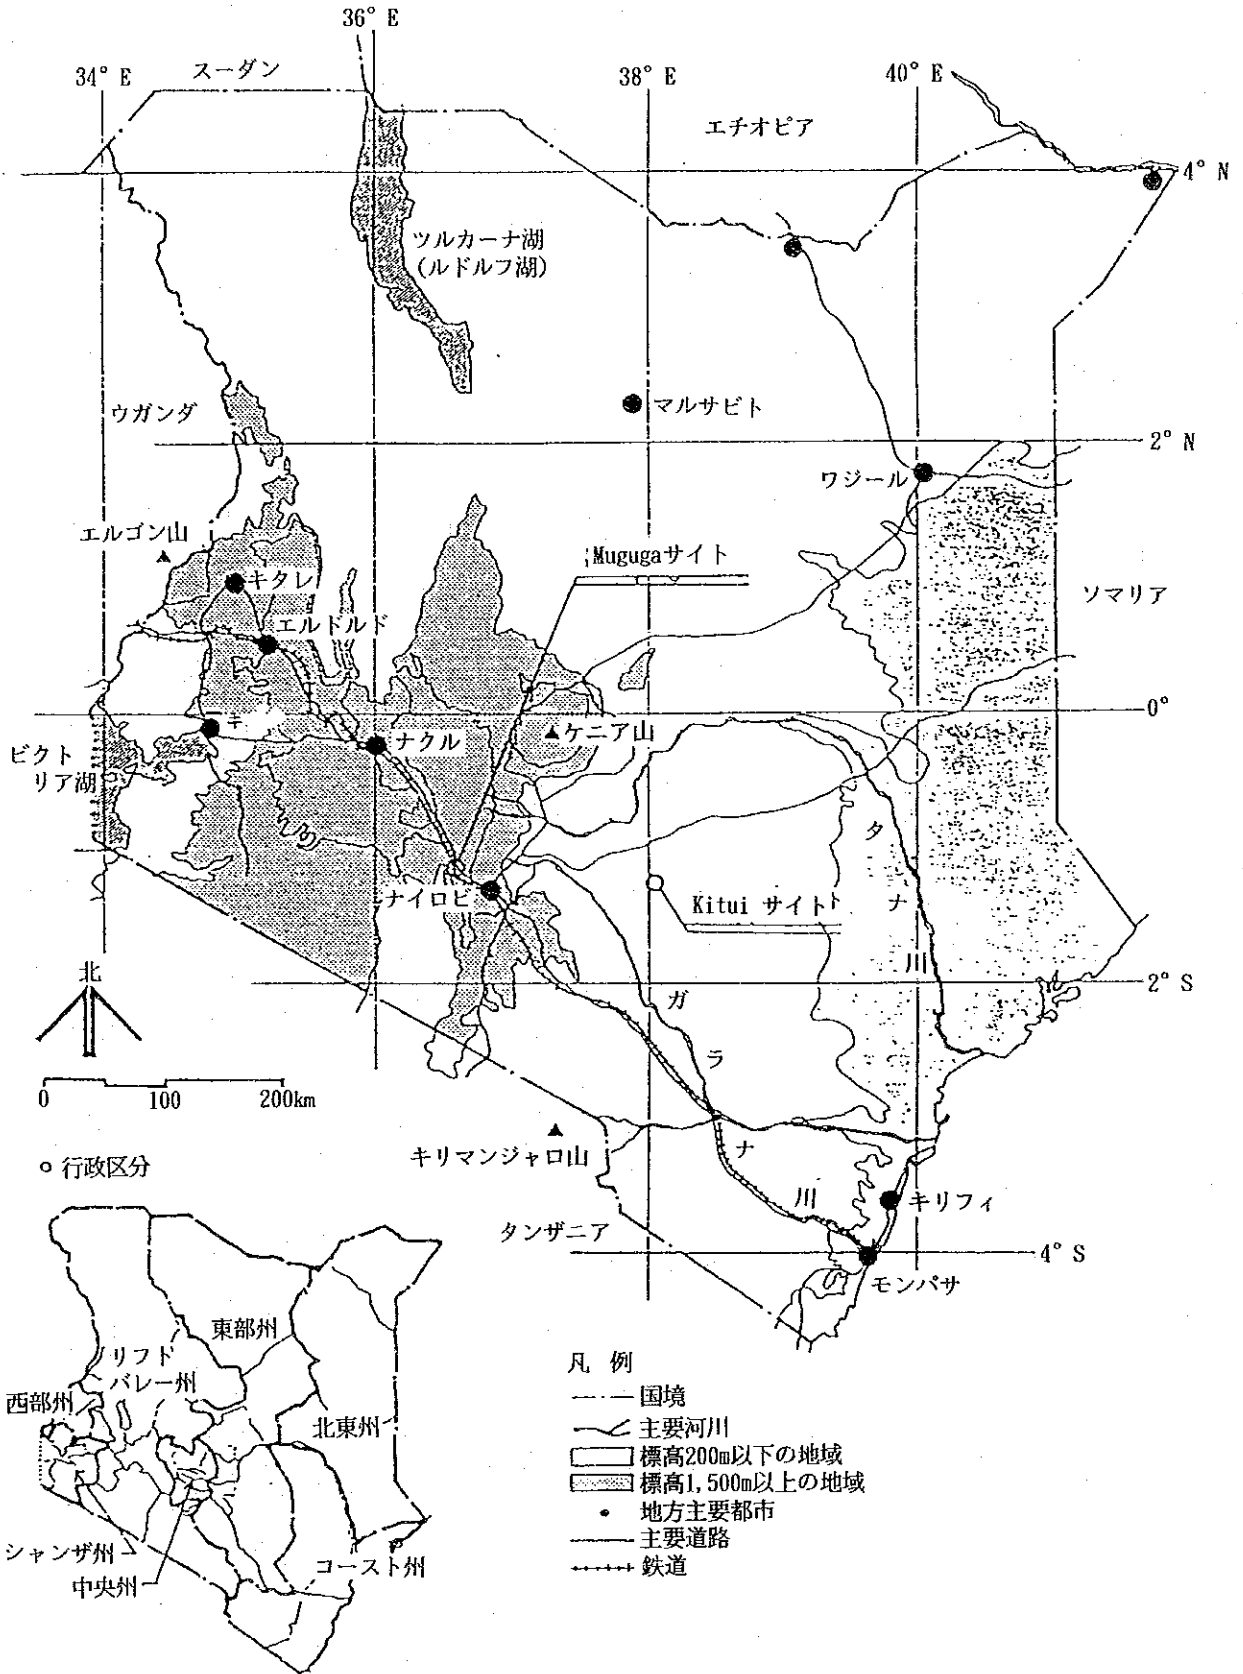 36° E
34° E
スーダン
38° E
40° E
エチオピア
4° N
ツルカーナ湖
(ルドルフ湖)
ウガンダ
マルサビト
2° N
ワジール
エルゴン山
Mugugaサイト
キタレ
ソマリア
エルドルド
0°
キ
ケニア山
ビクト
リア湖
ナクル
タ
ナ
川
ナイロビ
Kitui サイト
北
2° S
ガ
ラ
ナ
川
0 100 200km
キリマンジャロ山
行政区分
キリフィ
タンザニア
4° S
モンパサ
東部州
リフト
バレー州
西部州
北東州
シャンザ州
中央州
コースト州
凡 例
国境
主要河川
標高200m以下の地域
標高1,500m以上の地域
地方主要都市
主要道路
鉄道